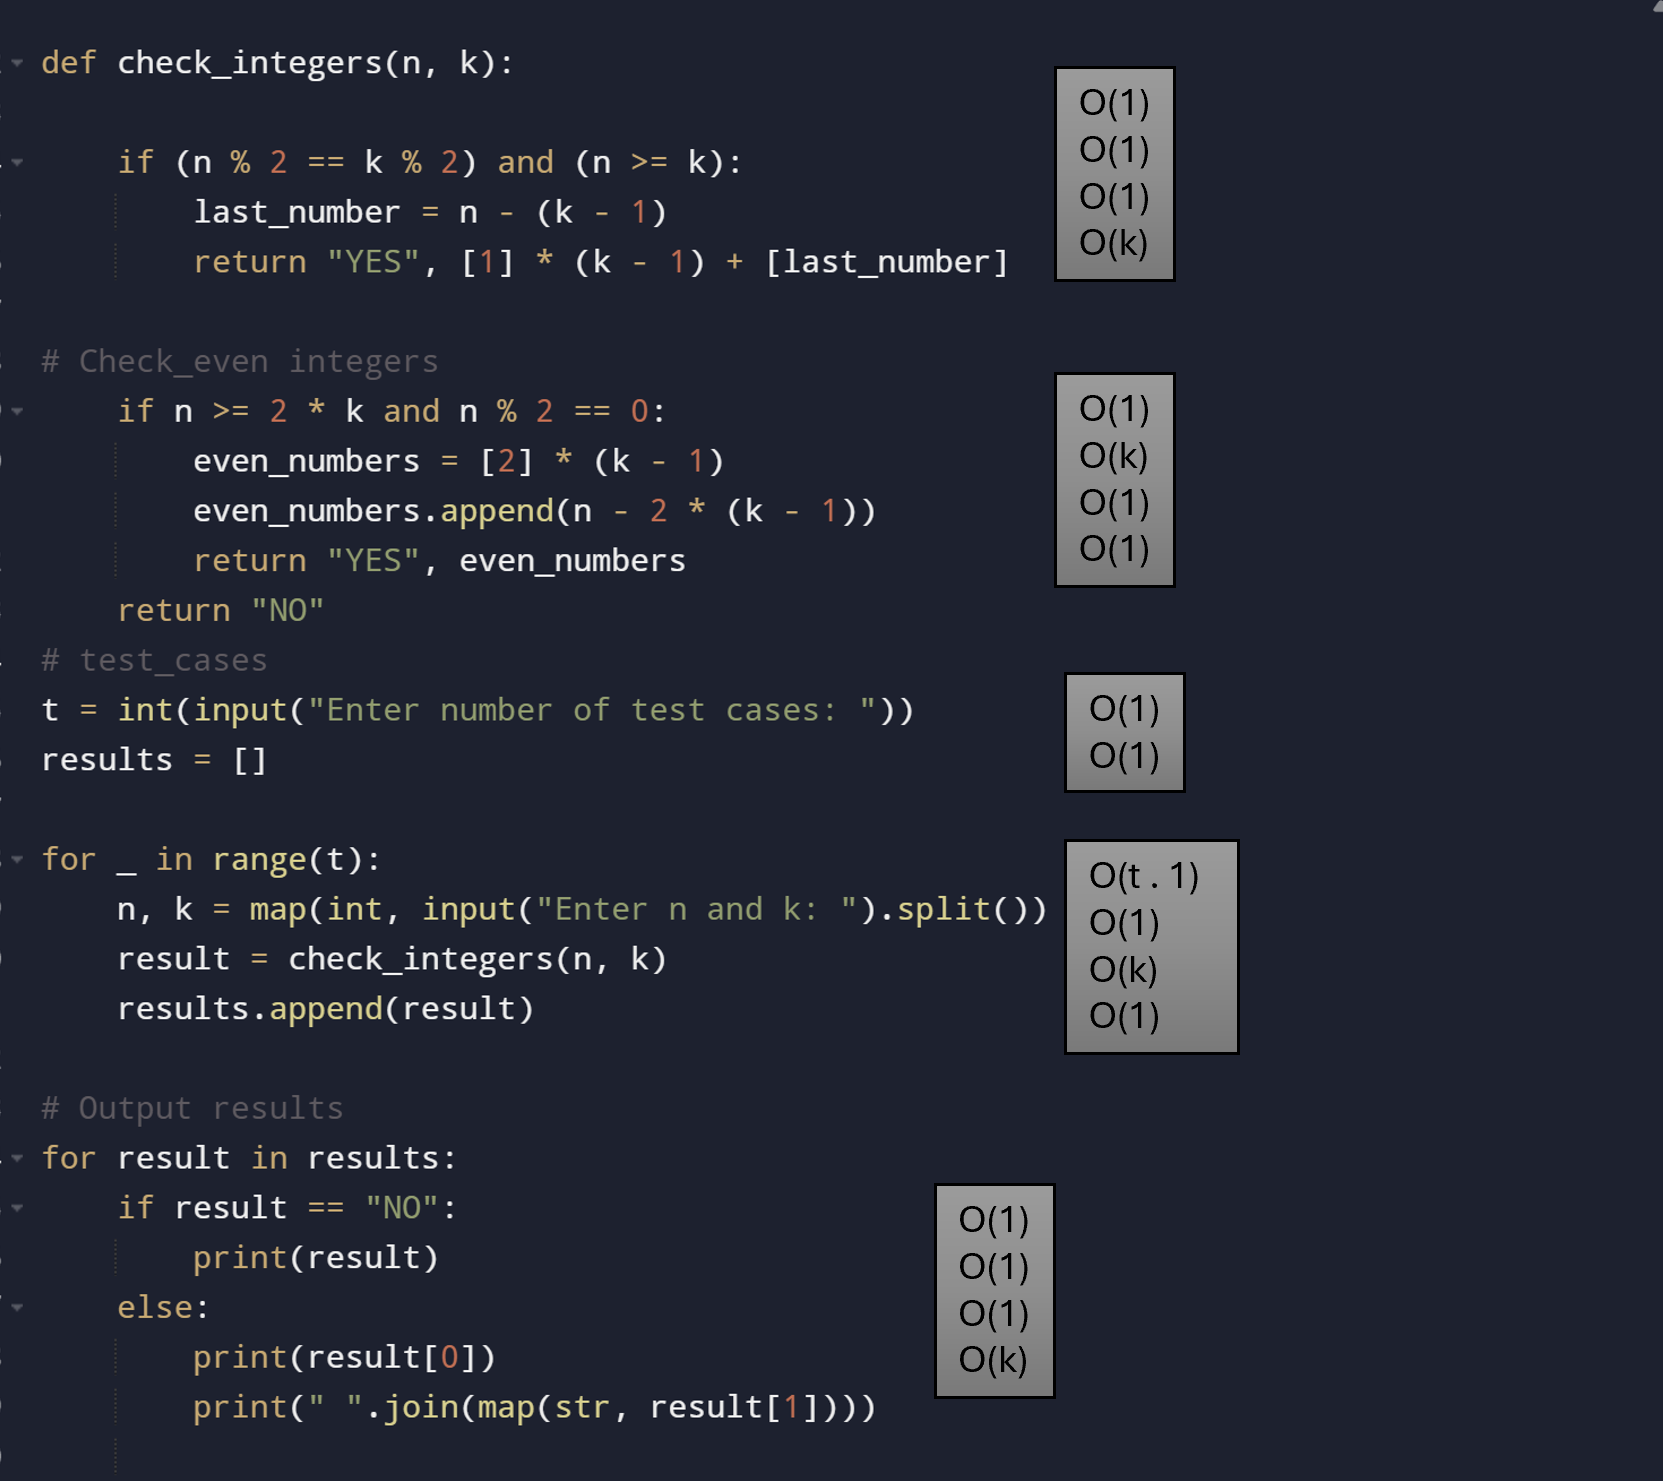 def check_integers(n, k):
if (n % 2 == k % 2) and (n >= k):
last_number = n - (k - 1)
return "YES", [1] * (k - 1) + [last_number]
O(1)
O(1)
O(1)
O(k)
# Check_even integers
if n >= 2 * k and n % 2 == 0:
even_numbers = [2] * (k - 1)
even_numbers.append(n - 2 * (k - 1))
return "YES", even_numbers
return "NO"
O(1)
O(k)
O(1)
O(1)
# test_cases
t = int(input("Enter number of test cases: "))
results = []
O(1)
O(1)
for _ in range(t):
n, k = map(int, input("Enter n and k: ").split())
result = check_integers(n, k)
results.append(result)
O(t . 1)
O(1)
O(k)
O(1)
# Output results
for result in results:
if result == "NO":
print(result)
else:
print(result[0])
print(" ".join(map(str, result[1])))
O(1)
O(1)
O(1)
O(k)